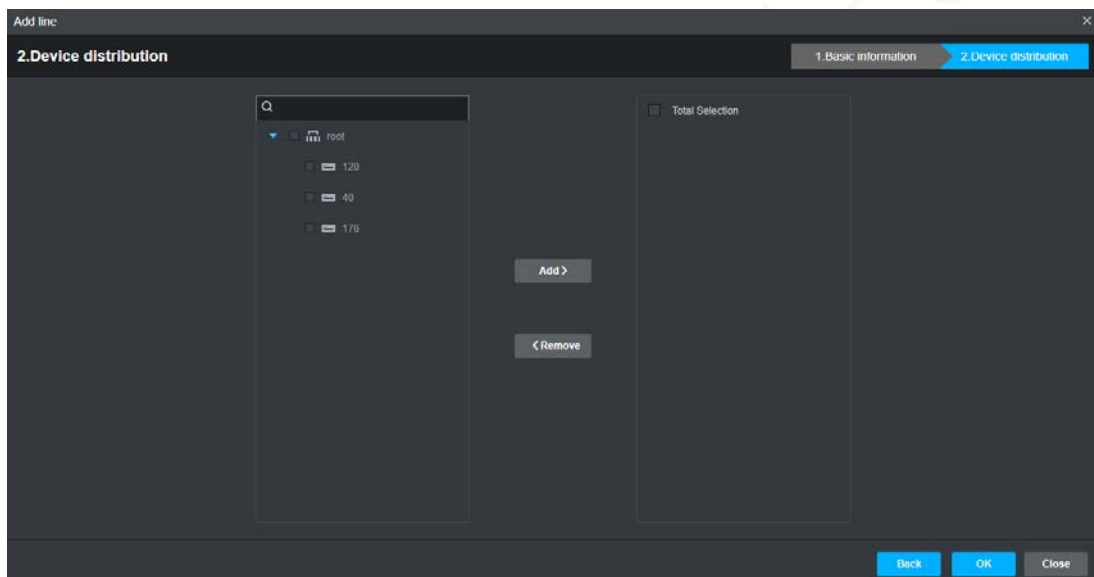 Add line
2.Device distribution
1.Basic information
2.Device distribution
root
120
40
176
Total Selection
Add >
< Remove
Back
OK
Close